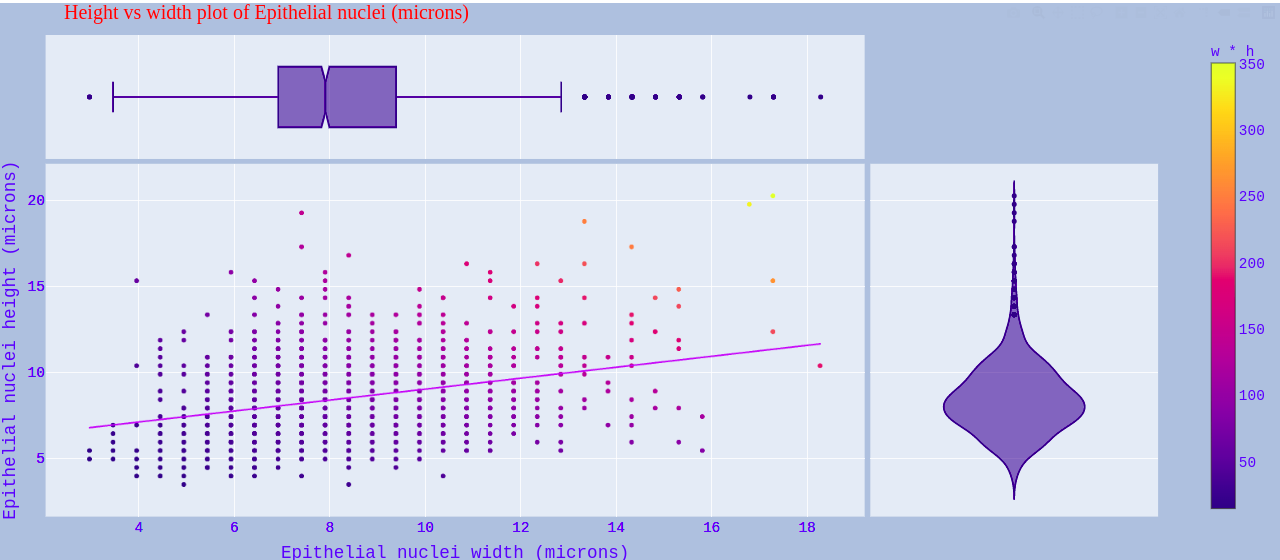 Height vs width plot of Epithelial nuclei (microns)
w * h
350
300
250
200
150
100
50
Epithelial nuclei height (microns)
20
15
10
5
4 6 8 10 12 14 16 18
Epithelial nuclei width (microns)